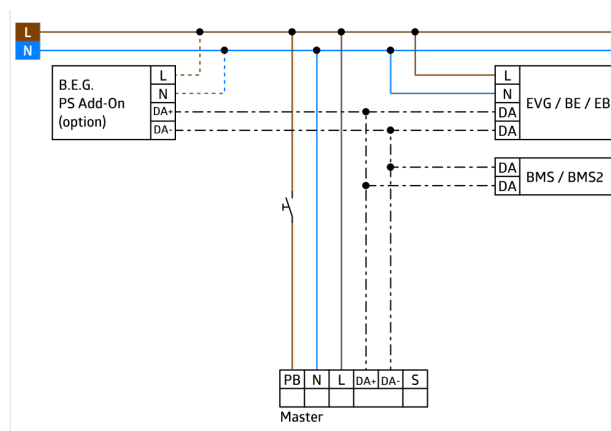 L
N
B.E.G.
PS Add-On
(option)
L
N
DA+
DA-
L
N
DA
DA
EVG / BE / EB
DA
DA
BMS / BMS2
PB N L DA+ DA- S
Master